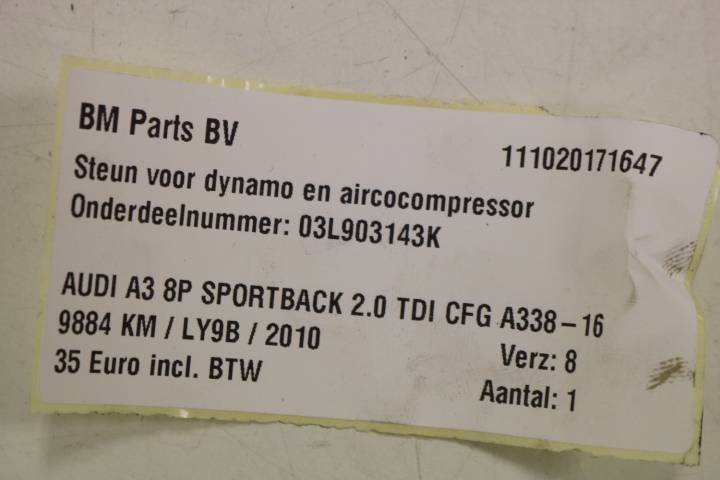 BM Parts BV
111020171647
Steun voor dynamo en aircocompressor
Onderdeelnummer: 03L903143K
AUDI A3 8P SPORTBACK 2.0 TDI CFG A338-16
9884 KM / LY9B / 2010
Verz: 8
35 Euro incl. BTW
Aantal: 1